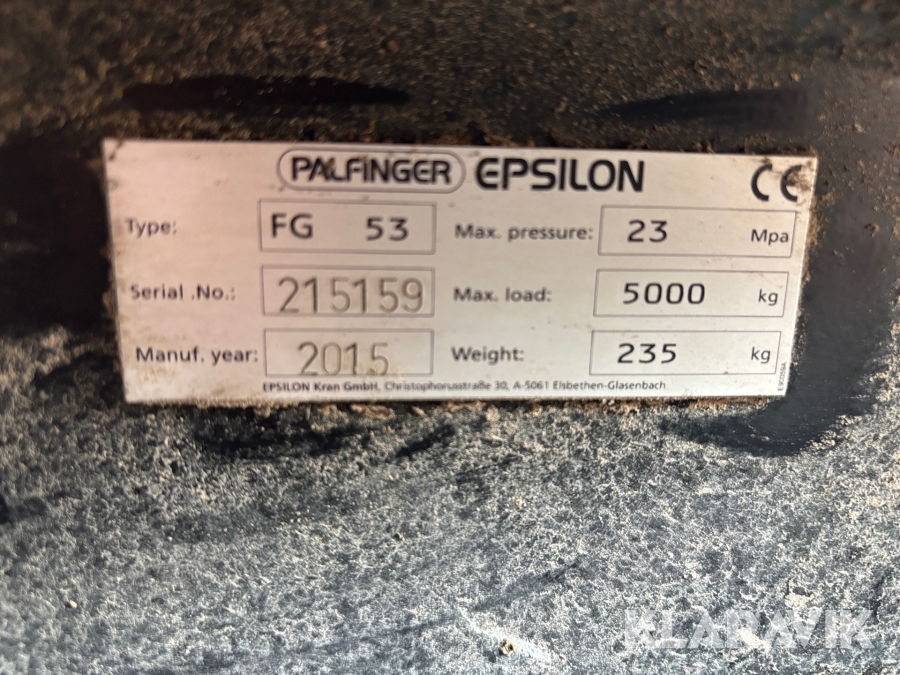 PALFINGER EPSILON CE
Type: FG 53 Max. pressure: 23 Mpa
Serial .No.: 215159 Max. load: 5000 kg
Manuf. year: 2015 Weight: 235 kg
EPSILON Kran GmbH, Christophorusstraße 30, A-5061 Elsbethen-Glasenbach
KLARAVIK